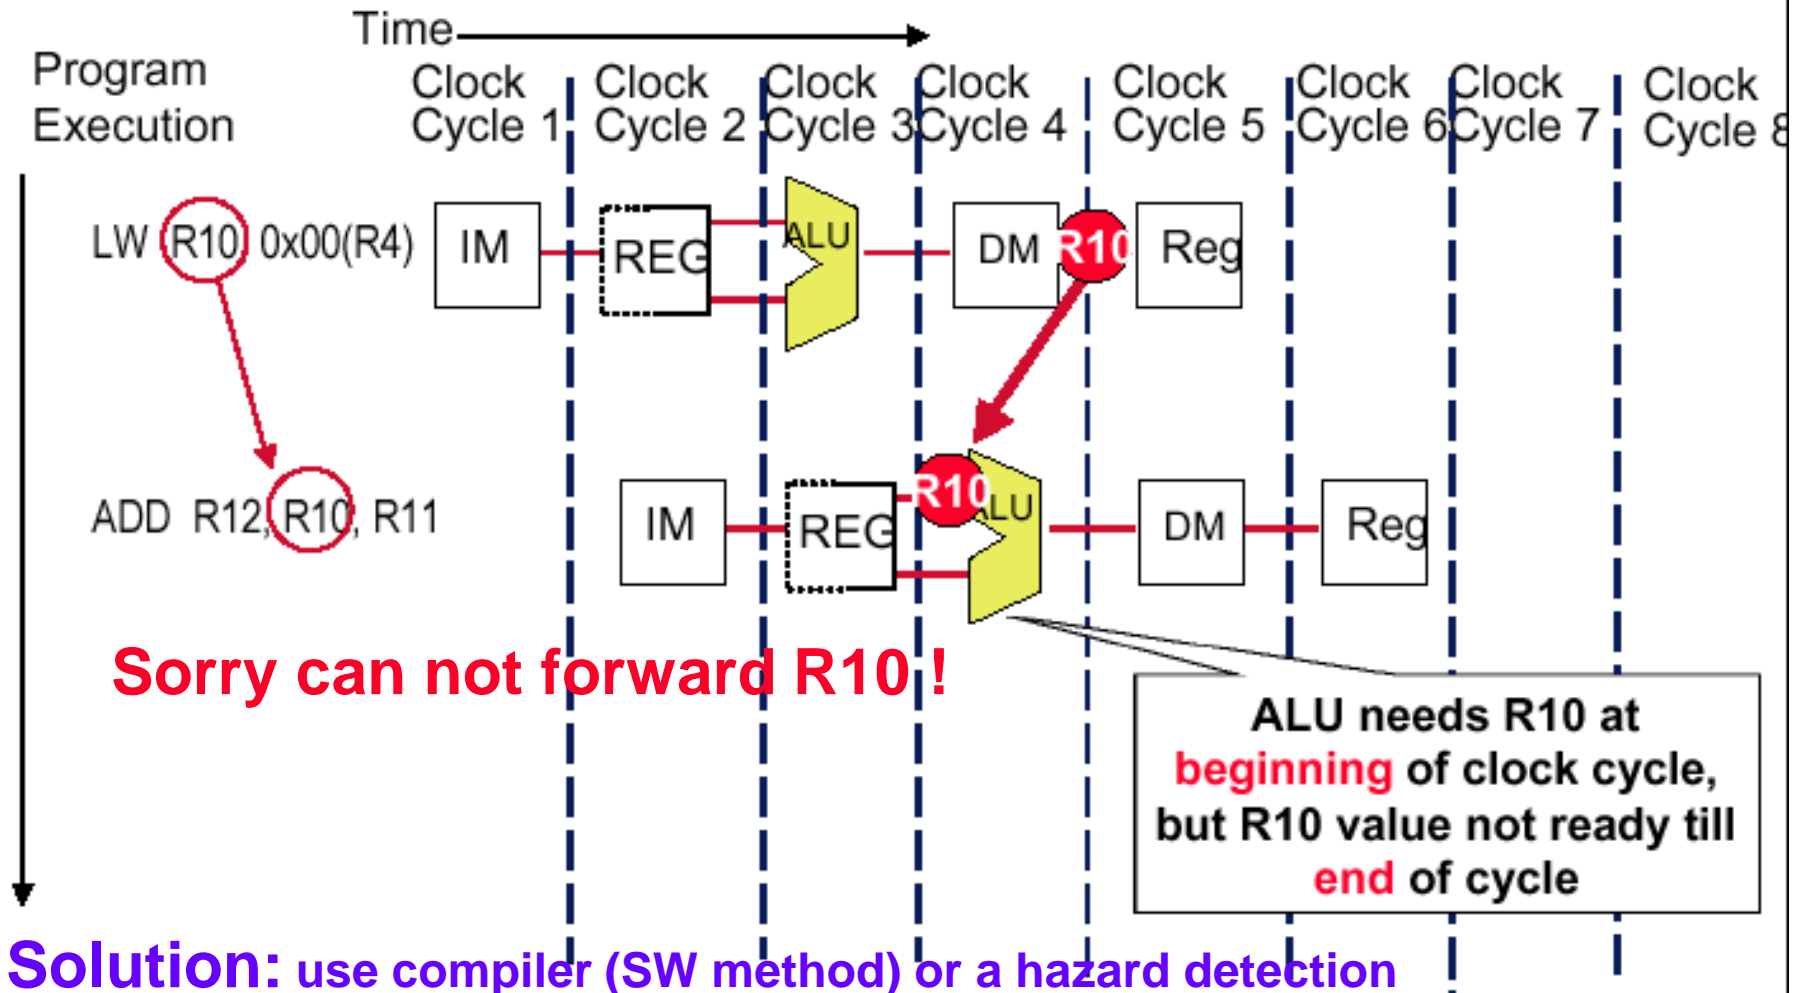 Time
Program
Execution
Clock
Cycle 1
Clock
Cycle 2
Clock
Cycle 3
Clock
Cycle 4
Clock
Cycle 5
Clock
Cycle 6
Clock
Cycle 7
Clock
Cycle 8
LW R10 0x00(R4)
IM
REG
ALU
DM
R10
Reg
ADD R12, R10, R11
IM
REG
R10
ALU
DM
Reg
Sorry can not forward R10 !
ALU needs R10 at
beginning of clock cycle,
but R10 value not ready till
end of cycle
Solution: use compiler (SW method) or a hazard detection